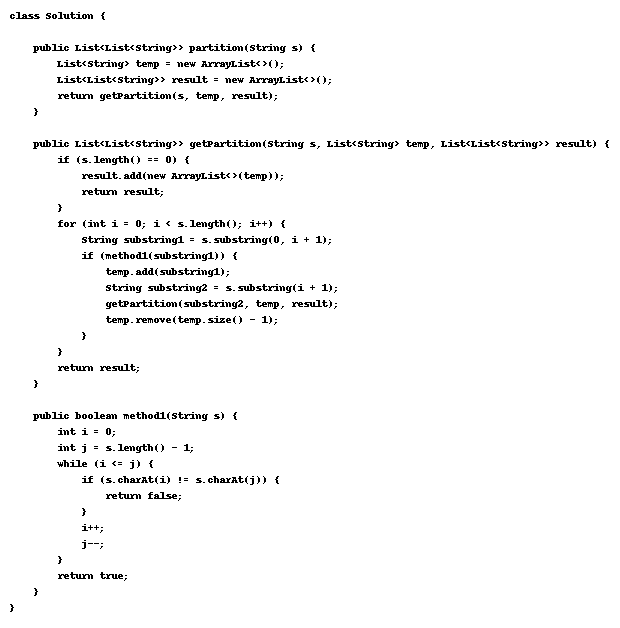 class Solution {
    public List<List<String>> partition(String s) {
        List<String> temp = new ArrayList<>();
        List<List<String>> result = new ArrayList<>();
        return getPartition(s, temp, result);
    }
    public List<List<String>> getPartition(String s, List<String> temp, List<List<String>> result) {
        if (s.length() == 0) {
            result.add(new ArrayList<>(temp));
            return result;
        }
        for (int i = 0; i < s.length(); i++) {
            String substring1 = s.substring(0, i + 1);
            if (method1(substring1)) {
                temp.add(substring1);
                String substring2 = s.substring(i + 1);
                getPartition(substring2, temp, result);
                temp.remove(temp.size() - 1);
            }
        }
        return result;
    }
    public boolean method1(String s) {
        int i = 0;
        int j = s.length() - 1;
        while (i <= j) {
            if (s.charAt(i) != s.charAt(j)) {
                return false;
            }
            i++;
            j--;
        }
        return true;
    }
}